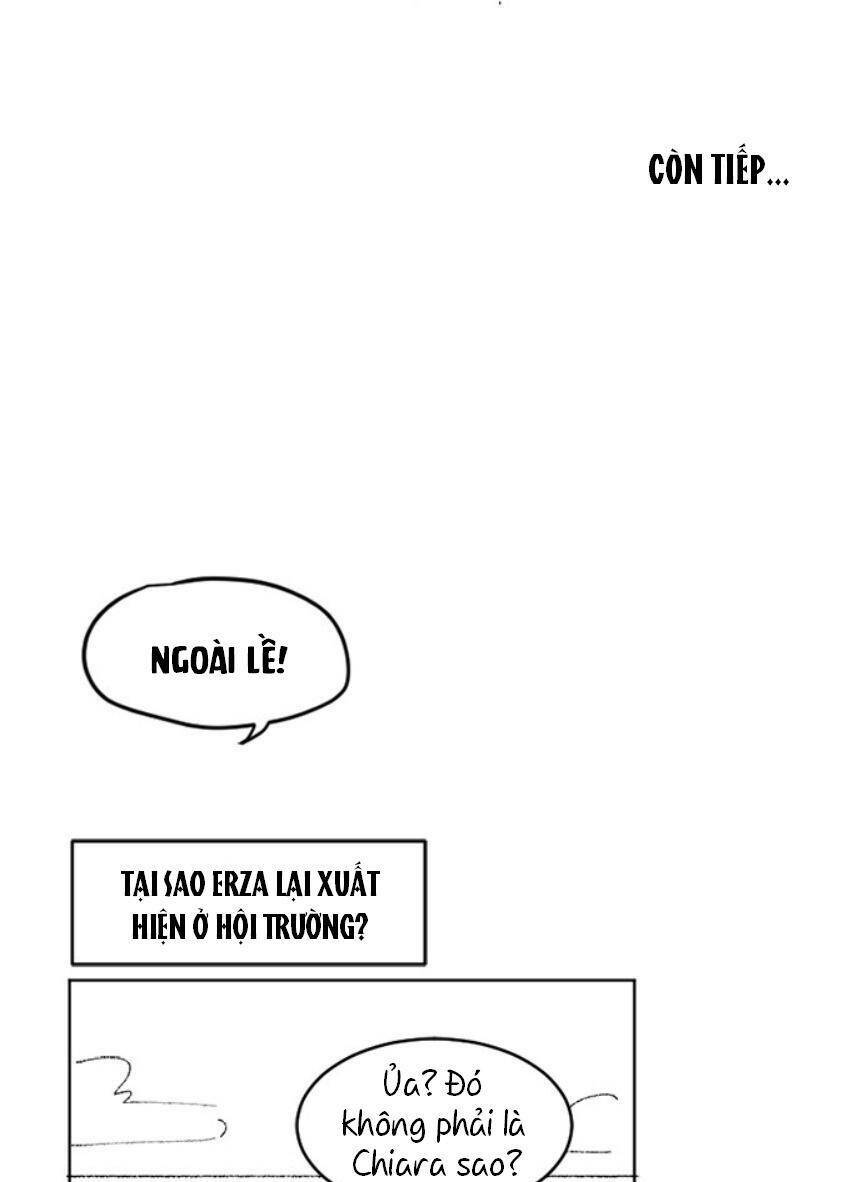 CÒN TIẾP...
NGOÀI LỀ!
TẠI SAO ERZA LẠI XUẤT
HIỆN Ở HỘI TRƯỜNG?
Ủa? Đó
không phải là
Chiara sao?